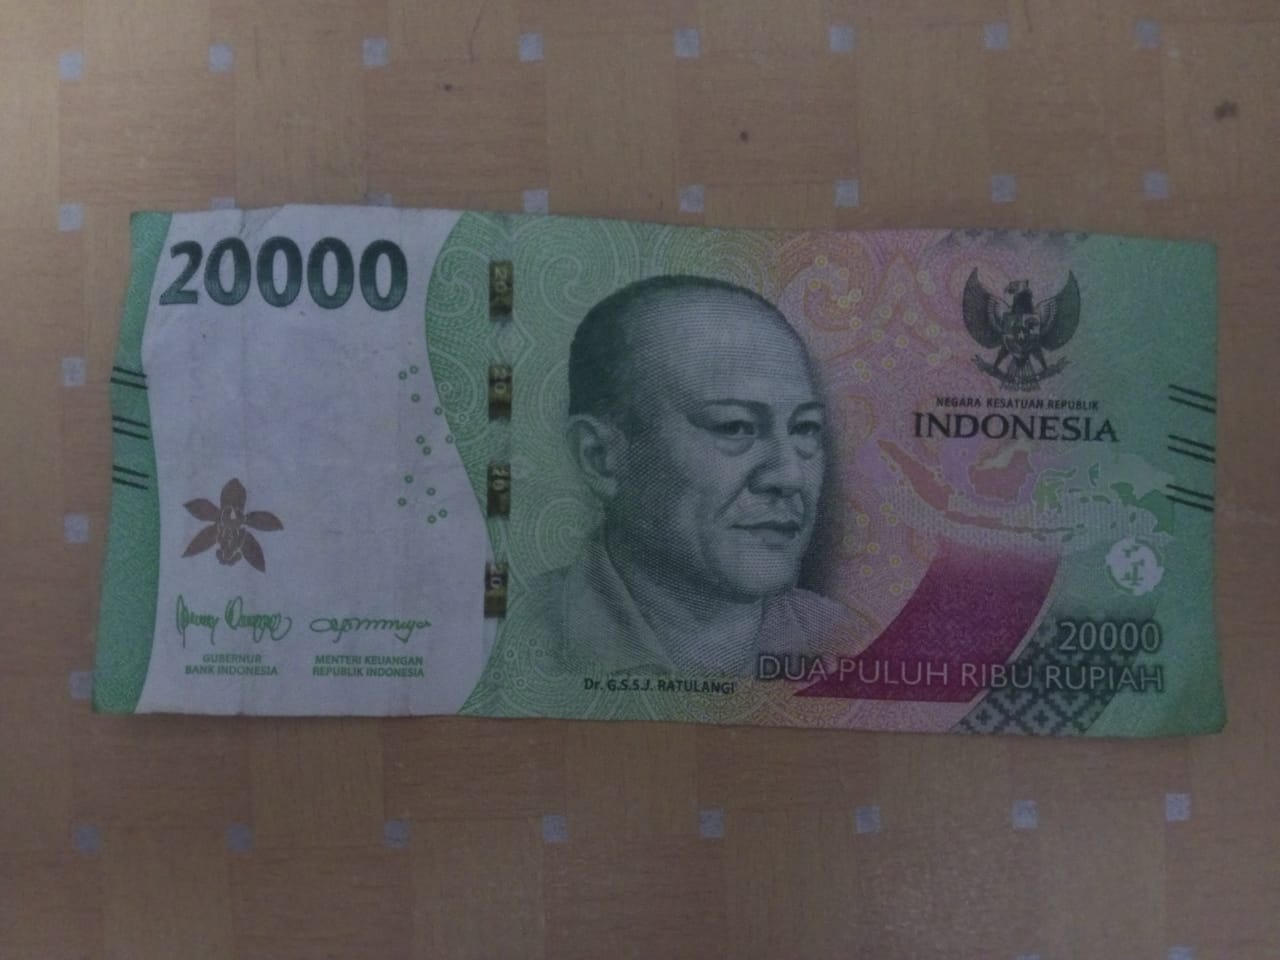 20000
NEGARA KESATUAN REPUBLIK
INDONESIA
GUBERNUR
BANK INDONESIA
MENTERI KEUANGAN
REPUBLIK INDONESIA
Dr. G.S.S.J. RATULANGI
20000
DUA PULUH RIBU RUPIAH